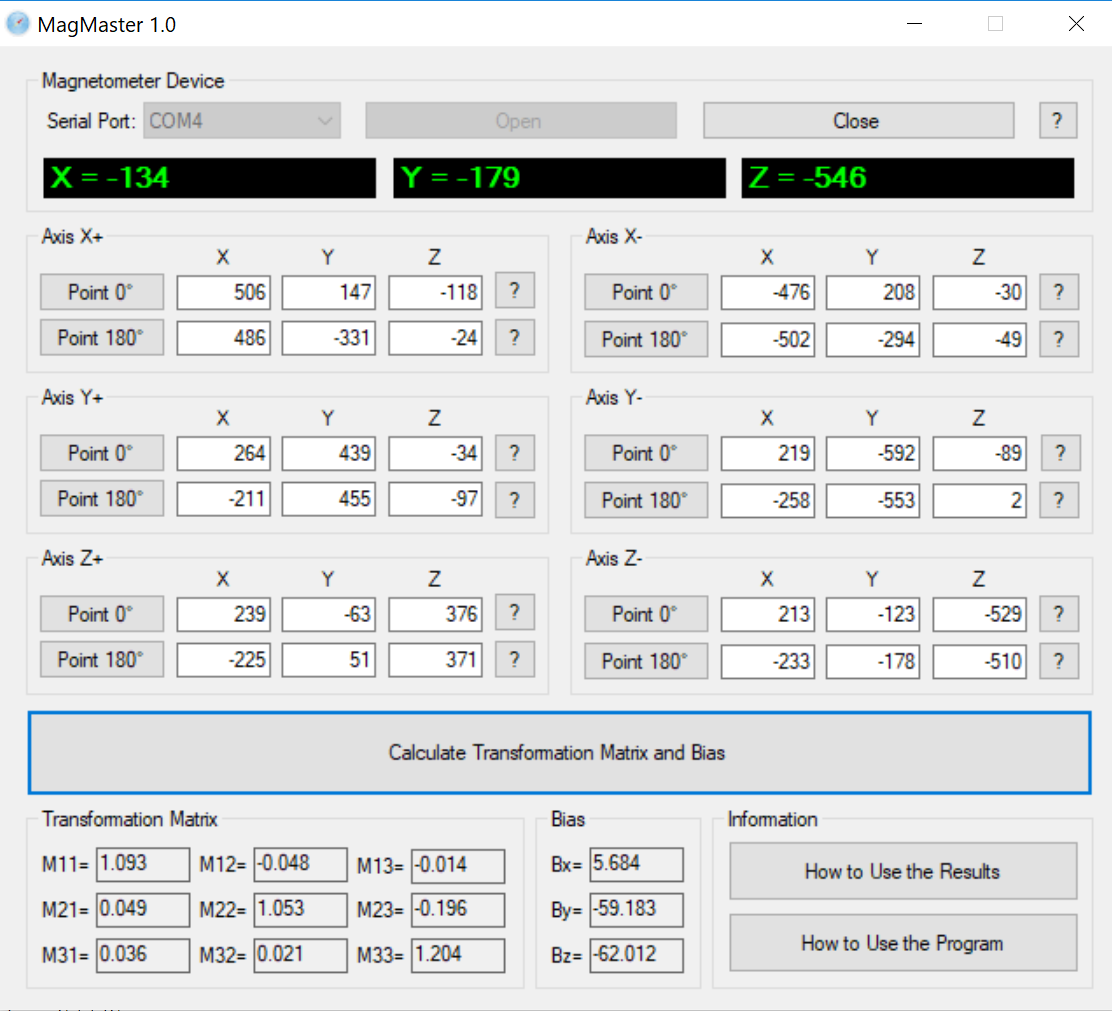 MagMaster 1.0
Magnetometer Device
Serial Port: COM4 Open Close ?
X = -134 Y = -179 Z = -546
Axis X+
X Y Z
Point 0° 506 147 -118 ?
Point 180° 486 -331 -24 ?
Axis X-
X Y Z
Point 0° -476 208 -30 ?
Point 180° -502 -294 -49 ?
Axis Y+
X Y Z
Point 0° 264 439 -34 ?
Point 180° -211 455 -97 ?
Axis Y-
X Y Z
Point 0° 219 -592 -89 ?
Point 180° -258 -553 2 ?
Axis Z+
X Y Z
Point 0° 239 -63 376 ?
Point 180° -225 51 371 ?
Axis Z-
X Y Z
Point 0° 213 -123 -529 ?
Point 180° -233 -178 -510 ?
Calculate Transformation Matrix and Bias
Transformation Matrix
M11= 1.093 M12= -0.048 M13= -0.014
M21= 0.049 M22= 1.053 M23= -0.196
M31= 0.036 M32= 0.021 M33= 1.204
Bias
Bx= 5.684
By= -59.183
Bz= -62.012
Information
How to Use the Results
How to Use the Program